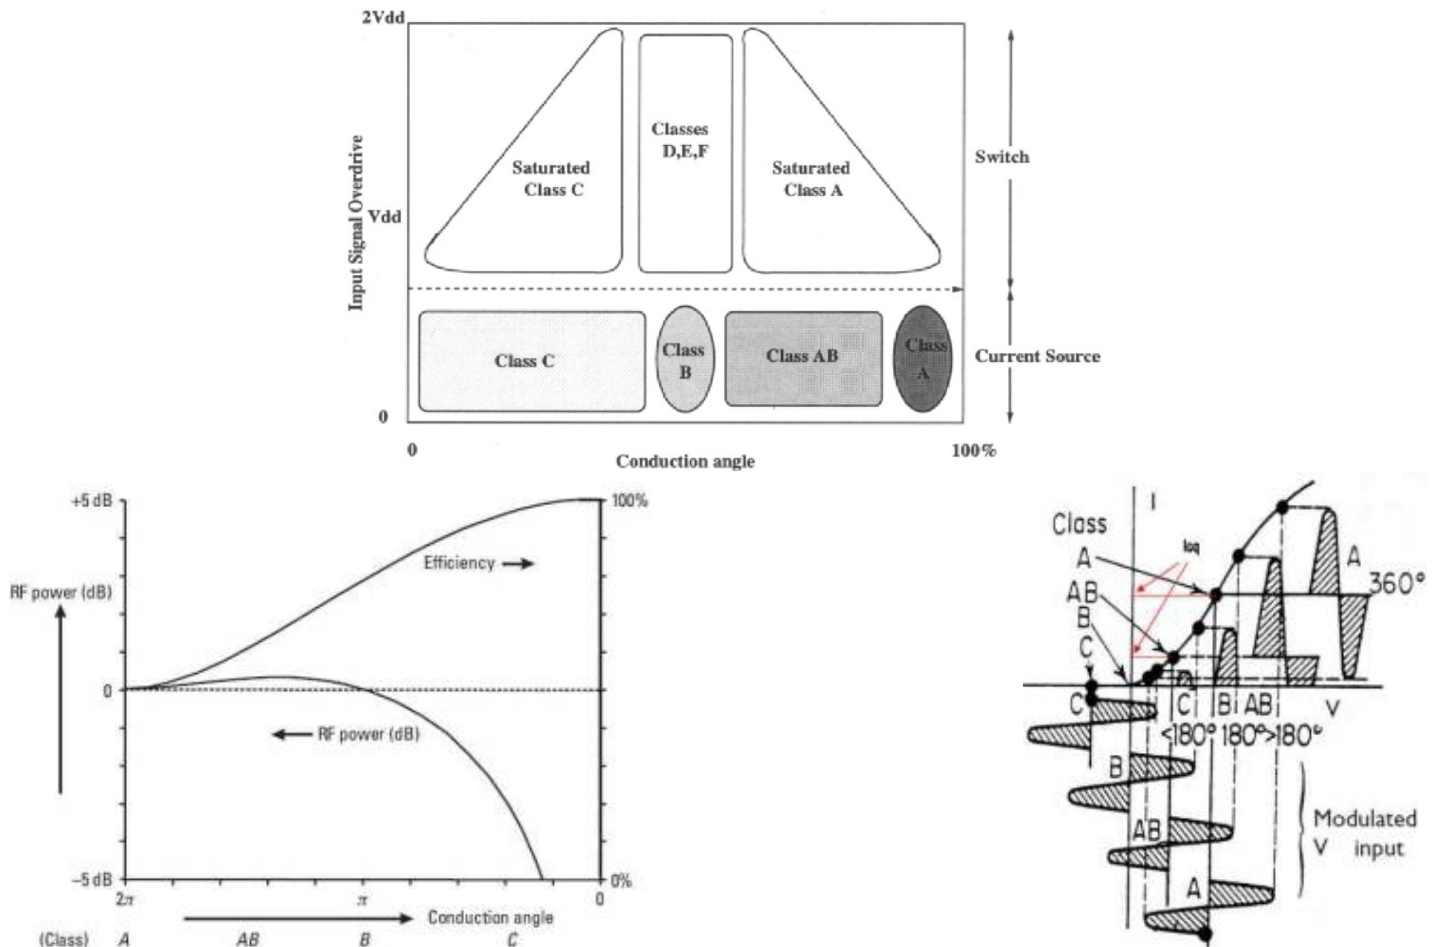 2Vdd
Classes
D,E,F
Saturated
Class C
Saturated
Class A
Switch
Vdd
Input Signal Overdrive
Class C
Class
B
Class AB
Class
A
Current Source
0
0
100%
Conduction angle
+5 dB
100%
Efficiency
RF power (dB)
0
RF power (dB)
−5 dB
0%
2π
π
0
Conduction angle
(Class)
A
AB
B
C
I
Class
A
AB
B
C
Iqq
A
360°
C
C
B
AB
V
<180° 180° >180°
B
AB
A
Modulated
V input